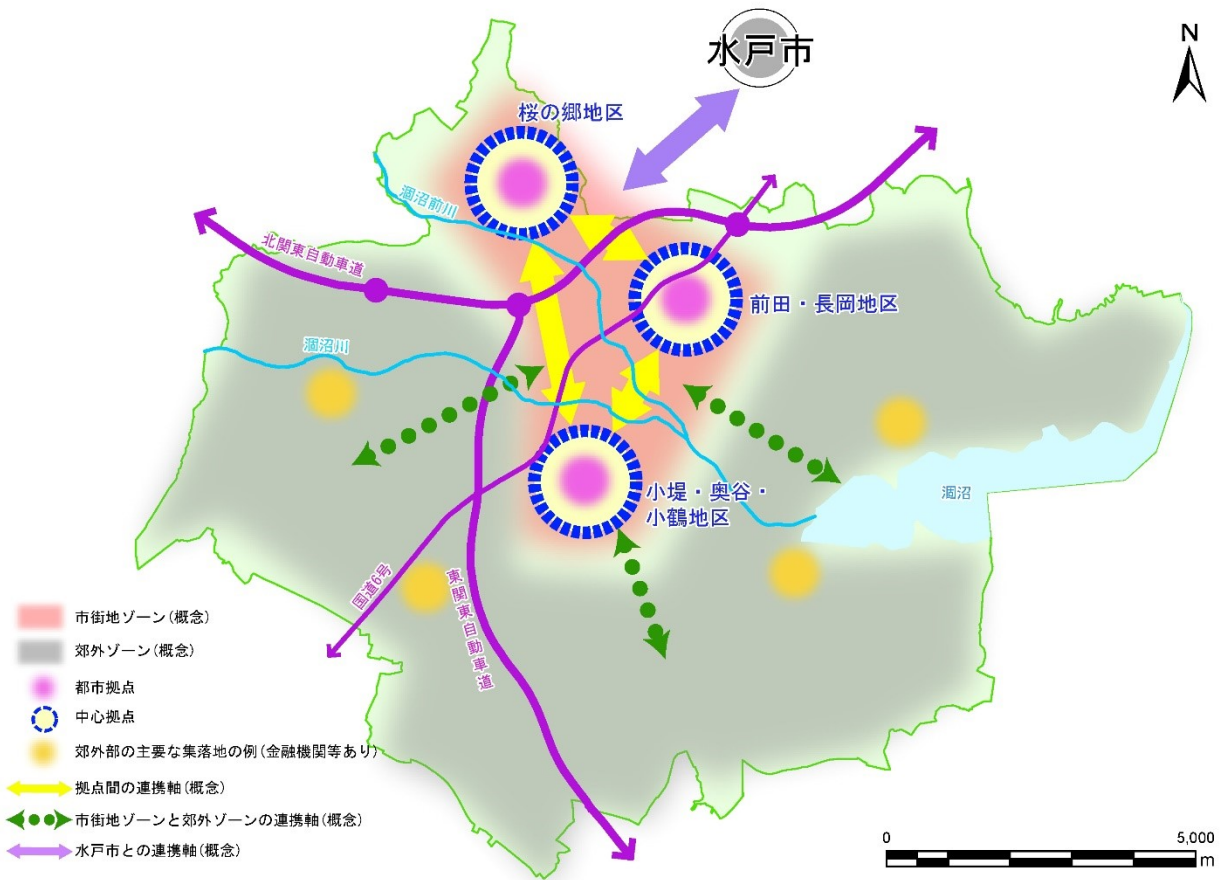 水戸市
N
桜の郷地区
涸沼前川
北関東自動車道
前田・長岡地区
涸沼川
涸沼
小堤・奥谷・
小鶴地区
国道6号
東関東自動車道
市街地ゾーン(概念)
郊外ゾーン(概念)
都市拠点
中心拠点
郊外部の主要な集落地の例(金融機関等あり)
拠点間の連携軸(概念)
市街地ゾーンと郊外ゾーンの連携軸(概念)
水戸市との連携軸(概念)
0 5,000
m